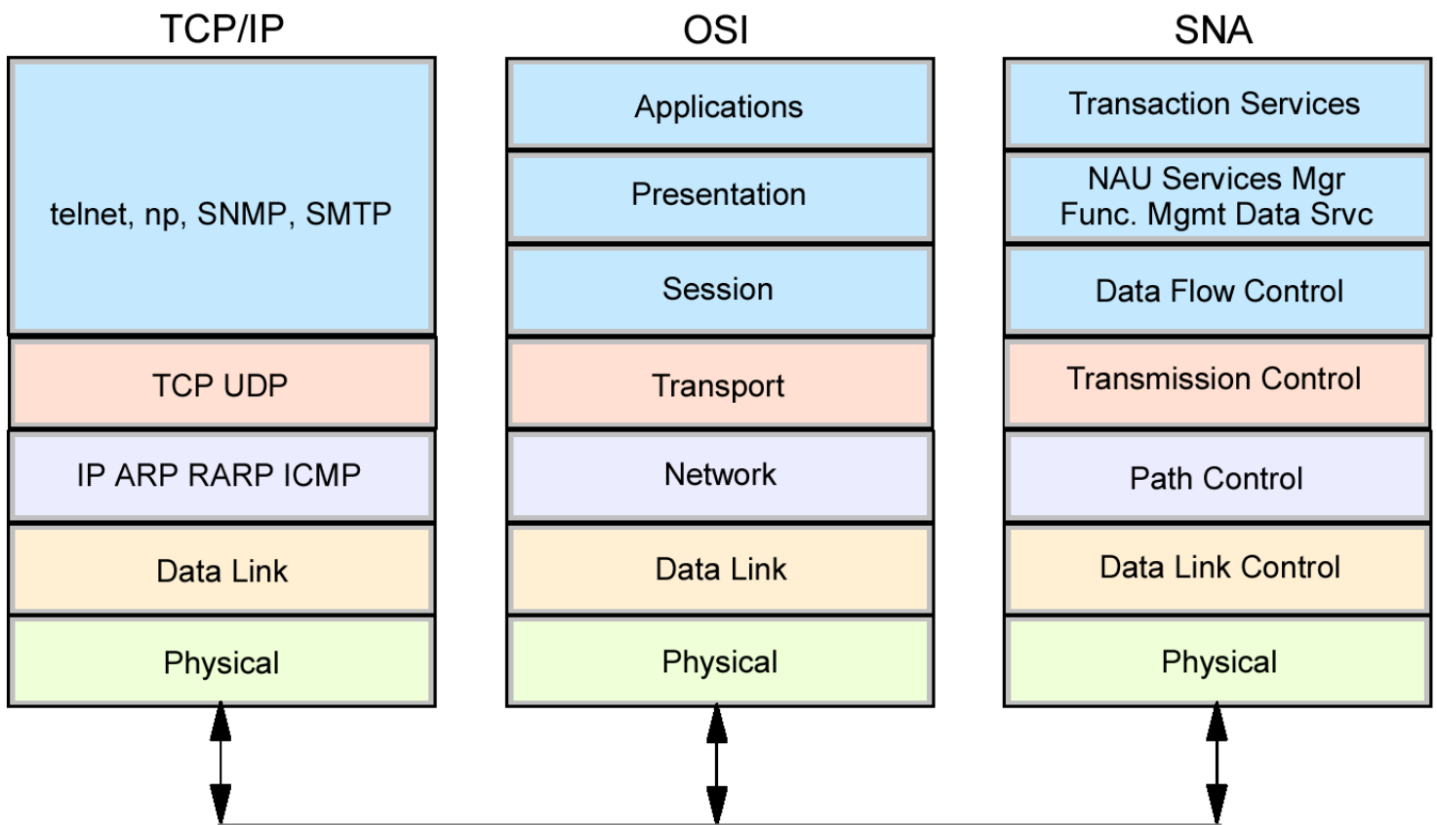 TCP/IP
telnet, np, SNMP, SMTP
TCP UDP
IP ARP RARP ICMP
Data Link
Physical
OSI
Applications
Presentation
Session
Transport
Network
Data Link
Physical
SNA
Transaction Services
NAU Services Mgr
Func. Mgmt Data Srvc
Data Flow Control
Transmission Control
Path Control
Data Link Control
Physical